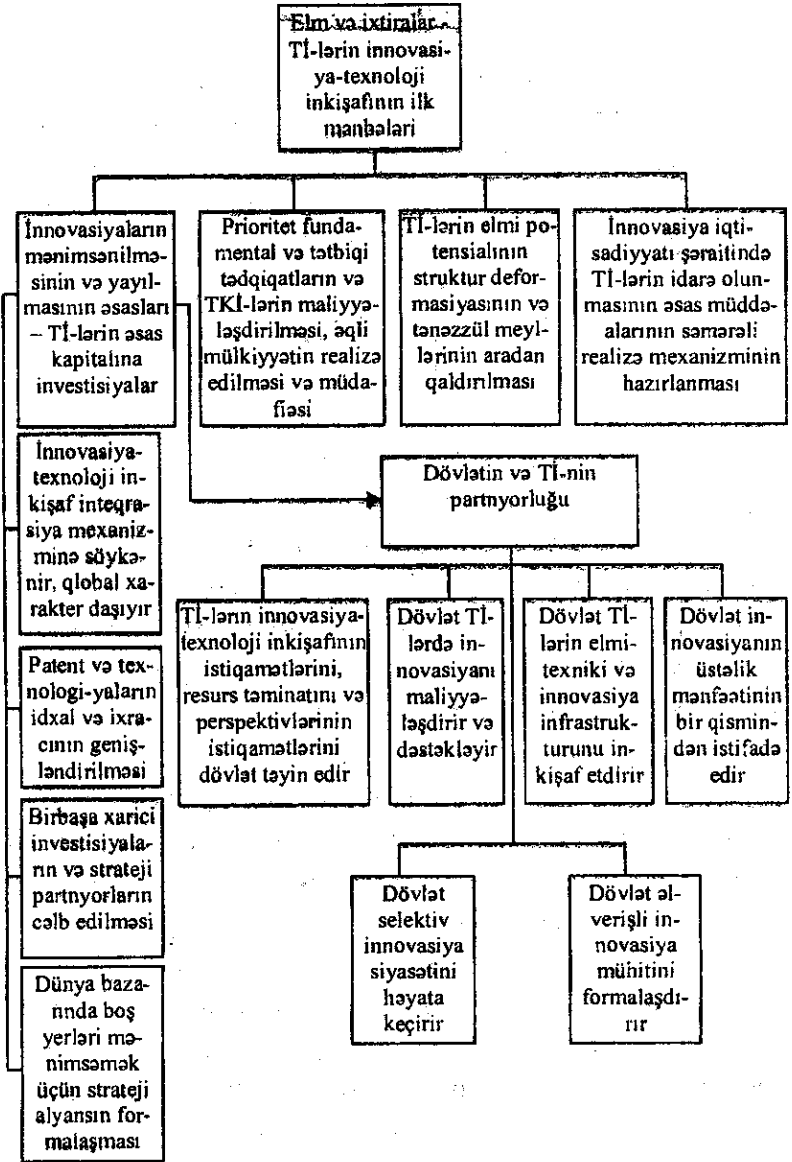 Elm və ixtiralar -
Tİ-lərin innovasi-
ya-texnoloji
inkişafının ilk
mənbələri
İnnovasiyaların
mənimsənilmə-
sinin və yayıl-
masının əsasları
– Tİ-lərin əsas
kapitalına
investisiyalar
Prioritet funda-
mental və tətbiqi
tədqiqatların və
TKİ-lərin maliyyə-
ləşdirilməsi, əqli
mülkiyyətin realizə
edilməsi və müda-
fiəsi
Tİ-lərin elmi po-
tensialının
struktur defor-
masiyasının və
tənəzzül meyl-
lərinin aradan
qaldırılması
İnnovasiya iqti-
sadiyyatı şəraitində
Tİ-lərin idarə olun-
masının əsas müddə-
alarının səmərəli
realizə mexanizminin
hazırlanması
İnnovasiya-
texnoloji in-
kişaf inteqra-
siya mexaniz-
minə söykə-
nir, qlobal xa-
rakter daşıyır
Patent və tex-
nologi-yaların
idxal və ixra-
cının geniş-
ləndirilməsi
Birbaşa xarici
investisiyala-
rın və strateji
partnyorların
cəlb edilməsi
Dünya baza-
rında boş
yerləri mə-
nimsəmək
üçün strateji
alyansın for-
malaşması
Dövlətin və Tİ-nin
partnyorluğu
Tİ-lərin innovasiya-
texnoloji inkişafının
istiqamətlərini,
resurs təminatını və
perspektivlərinin
istiqamətlərini
dövlət təyin edir
Dövlət Tİ-
lərdə in-
novasiyanı
maliyyə-
ləşdirir və
dəstəkləyir
Dövlət Tİ-
lərin elmi-
texniki və
innovasiya
infrastruk-
turunu in-
kişaf etdirir
Dövlət in-
novasiyanın
üstəlik
mənfəətinin
bir qismin-
dən istifadə
edir
Dövlət
selektiv
innovasiya
siyasətini
həyata
keçirir
Dövlət əl-
verişli in-
novasiya
mühitini
formalaşdı-
rır